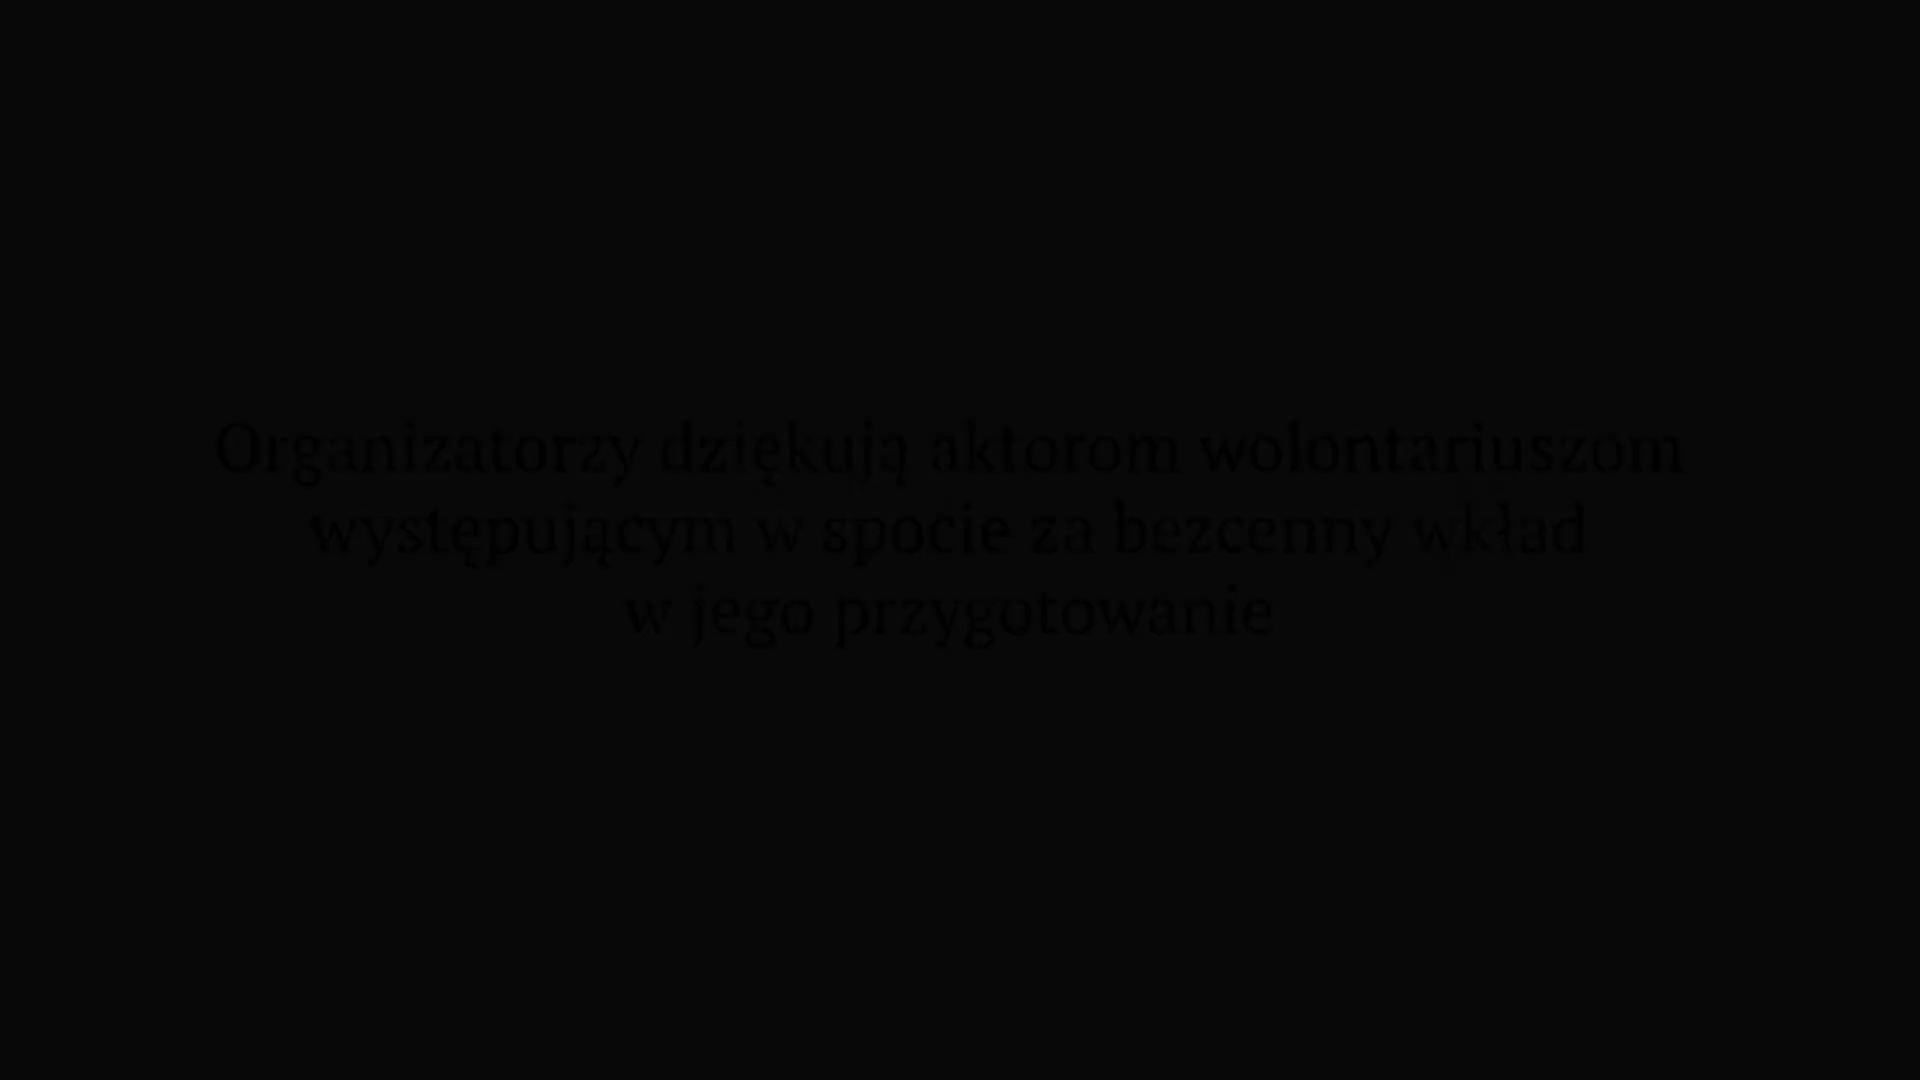 Organizatorzy dziękują aktorom wolontariuszom
występującym w spocie za bezcenny wkład
w jego przygotowanie